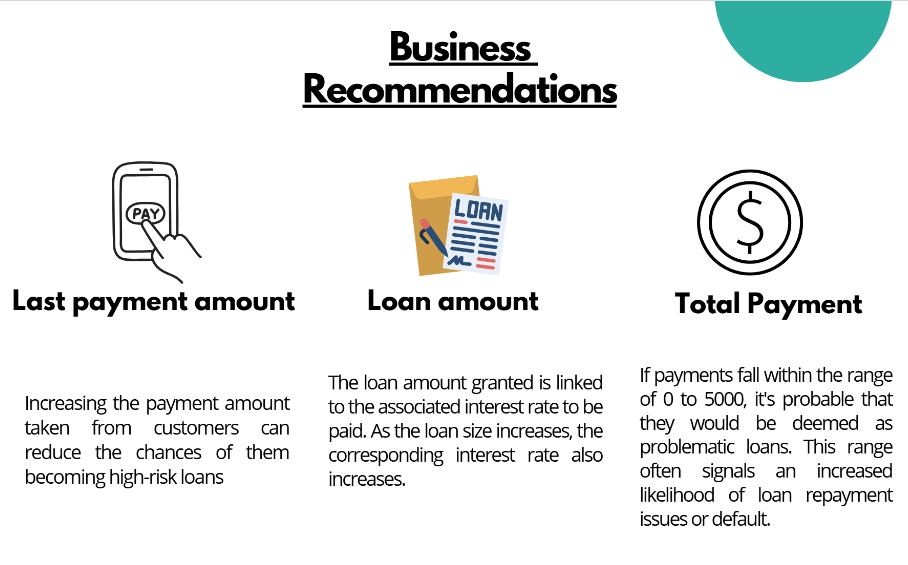 Business
Recommendations
PAY
LOAN
Last payment amount
Loan amount
Total Payment
Increasing the payment amount
taken from customers can
reduce the chances of them
becoming high-risk loans
The loan amount granted is linked
to the associated interest rate to be
paid. As the loan size increases, the
corresponding interest rate also
increases.
If payments fall within the range
of 0 to 5000, it's probable that
they would be deemed as
problematic loans. This range
often signals an increased
likelihood of loan repayment
issues or default.